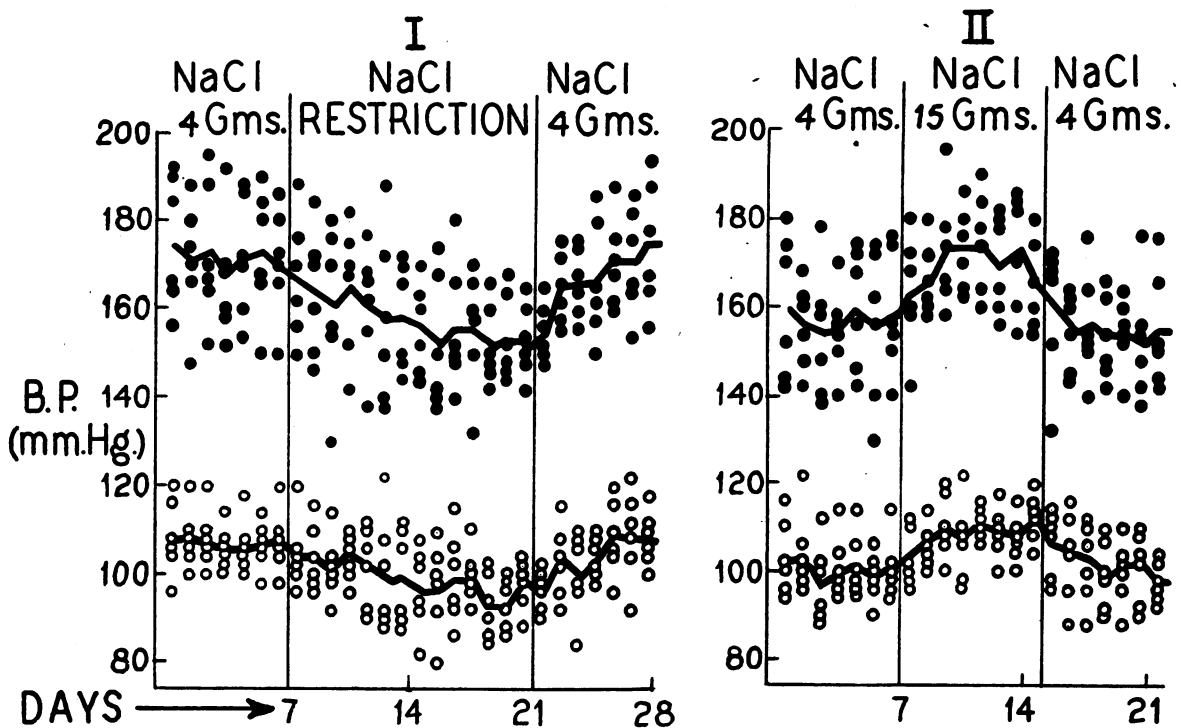 I
II
NaCl NaCl NaCl
4 Gms. RESTRICTION 4 Gms.
NaCl NaCl NaCl
4 Gms. 15 Gms. 4 Gms.
200
180
160
140
120
100
80
B.P.
(mm.Hg.)
200
180
160
140
120
100
80
DAYS 7 14 21 28
7 14 21